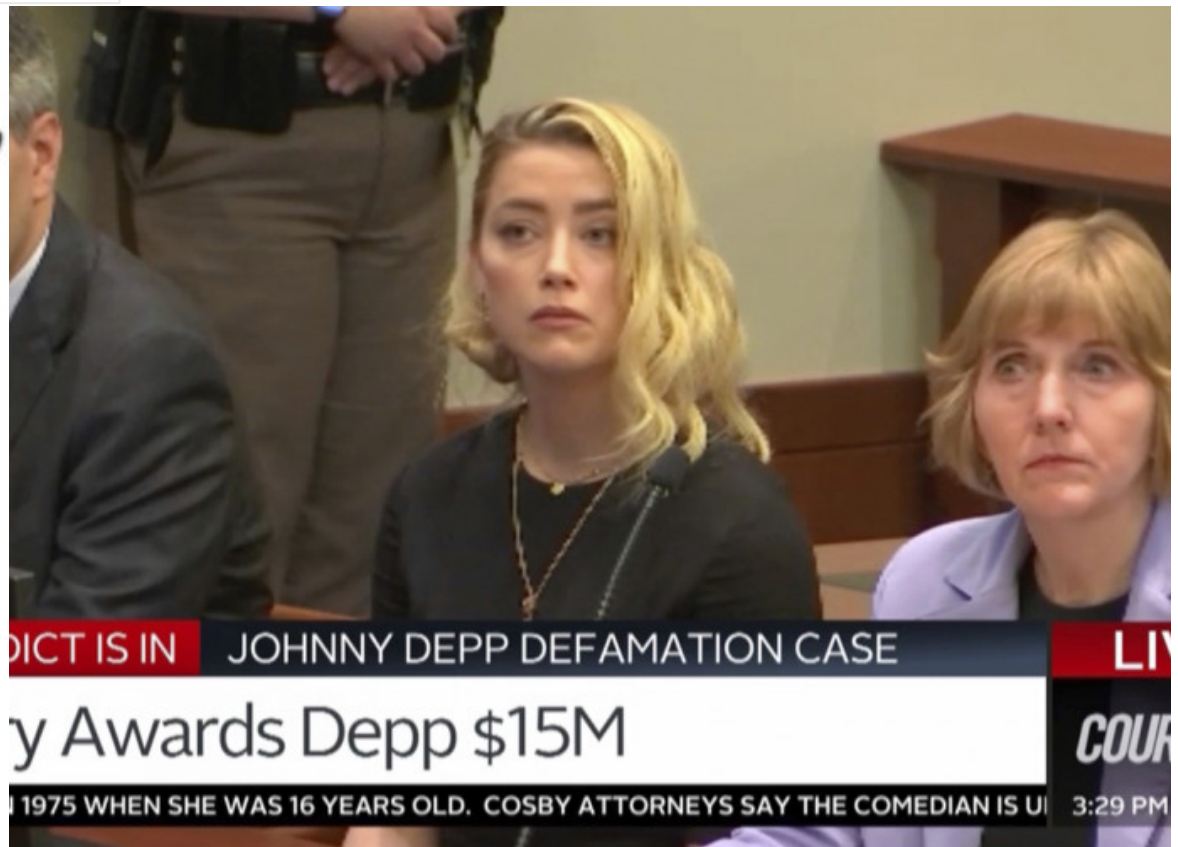 DICT IS IN
JOHNNY DEPP DEFAMATION CASE
LIV
y Awards Depp $15M
COUR
1975 WHEN SHE WAS 16 YEARS OLD. COSBY ATTORNEYS SAY THE COMEDIAN IS U
3:29 PM